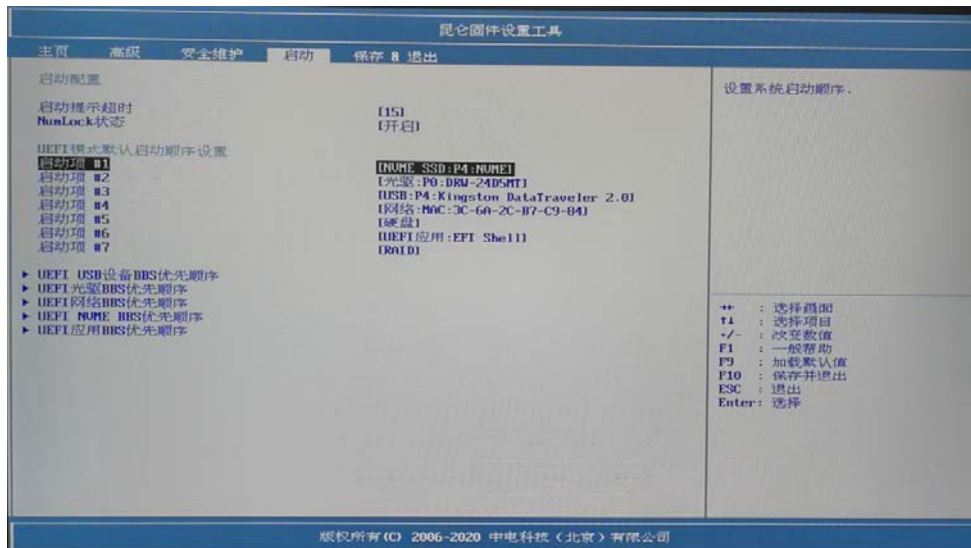 昆仑固件设置工具
主页 高级 安全维护 启动 保存 & 退出
启动配置
启动提示超时 [15]
NumLock状态 [开启]
UEFI模式默认启动顺序设置
启动项 #1 [NVME SSD:P4:NVME]
启动项 #2 [光驱:P0:DRW-24D5MT]
启动项 #3 [USB:P4:Kingston DataTraveler 2.0]
启动项 #4 [网络:MAC:3C-6A-2C-B7-C9-84]
启动项 #5 [硬盘]
启动项 #6 [UEFI应用:EFI Shell]
启动项 #7 [RAID]
▶ UEFI USB设备BBS优先顺序
▶ UEFI光驱BBS优先顺序
▶ UEFI网络BBS优先顺序
▶ UEFI NVME BBS优先顺序
▶ UEFI应用BBS优先顺序
设置系统启动顺序.
↔ : 选择画面
↑↓ : 选择项目
+/- : 改变数值
F1 : 一般帮助
F9 : 加载默认值
F10 : 保存并退出
ESC : 退出
Enter: 选择
版权所有(C) 2006-2020 中电科技（北京）有限公司